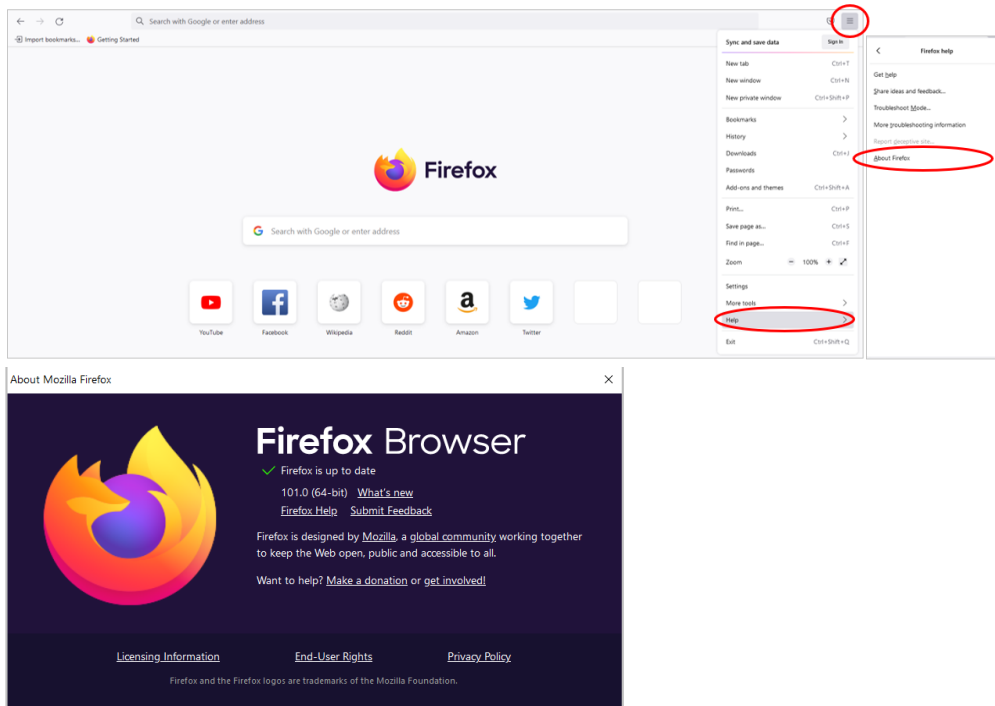 Search with Google or enter address
Import bookmarks... Getting Started
Firefox
Search with Google or enter address
YouTube Facebook Wikipedia Reddit Amazon Twitter
Sync and save data Sign In
New tab Ctrl+T
New window Ctrl+N
New private window Ctrl+Shift+P
Bookmarks
History
Downloads Ctrl+J
Passwords
Add-ons and themes Ctrl+Shift+A
Print... Ctrl+P
Save page as... Ctrl+S
Find in page... Ctrl+F
Zoom 100%
Settings
More tools
Help
Exit Ctrl+Shift+Q
Firefox help
Get help
Share ideas and feedback...
Troubleshoot Mode...
More troubleshooting information
Report deceptive site...
About Firefox
About Mozilla Firefox
Firefox Browser
Firefox is up to date
101.0 (64-bit) What's new
Firefox Help Submit Feedback
Firefox is designed by Mozilla, a global community working together
to keep the Web open, public and accessible to all.
Want to help? Make a donation or get involved!
Licensing Information End-User Rights Privacy Policy
Firefox and the Firefox logos are trademarks of the Mozilla Foundation.